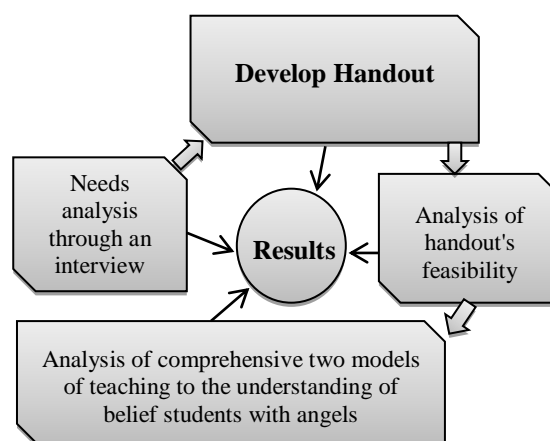 Develop Handout
Needs
analysis
through an
interview
Results
Analysis of
handout's
feasibility
Analysis of comprehensive two models
of teaching to the understanding of
belief students with angels